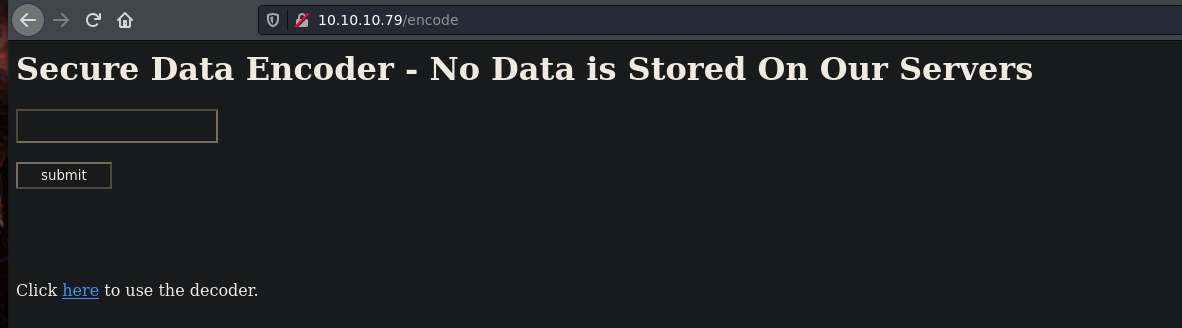 10.10.10.79/encode
Secure Data Encoder - No Data is Stored On Our Servers
submit
Click here to use the decoder.